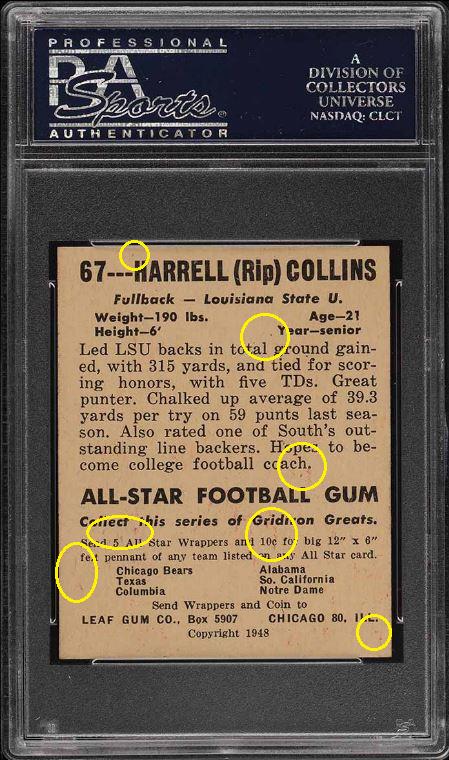 PROFESSIONAL
PSA
Sports
AUTHENTICATOR
A
DIVISION OF
COLLECTORS
UNIVERSE
NASDAQ: CLCT
67---HARRELL (Rip) COLLINS
Fullback — Louisiana State U.
Weight—190 lbs. Age—21
Height—6' Year—senior
Led LSU backs in total ground gain-
ed, with 315 yards, and tied for scor-
ing honors, with five TDs. Great
punter. Chalked up average of 39.3
yards per try on 59 punts last sea-
son. Also rated one of South's out-
standing line backers. Hopes to be-
come college football coach.
ALL-STAR FOOTBALL GUM
Collect this series of Gridiron Greats.
Send 5 All Star Wrappers and 10c for big 12" x 6"
felt pennant of any team listed on any All Star card.
Chicago Bears Alabama
Texas So. California
Columbia Notre Dame
Send Wrappers and Coin to
LEAF GUM CO., Box 5907 CHICAGO 80, ILL.
Copyright 1948